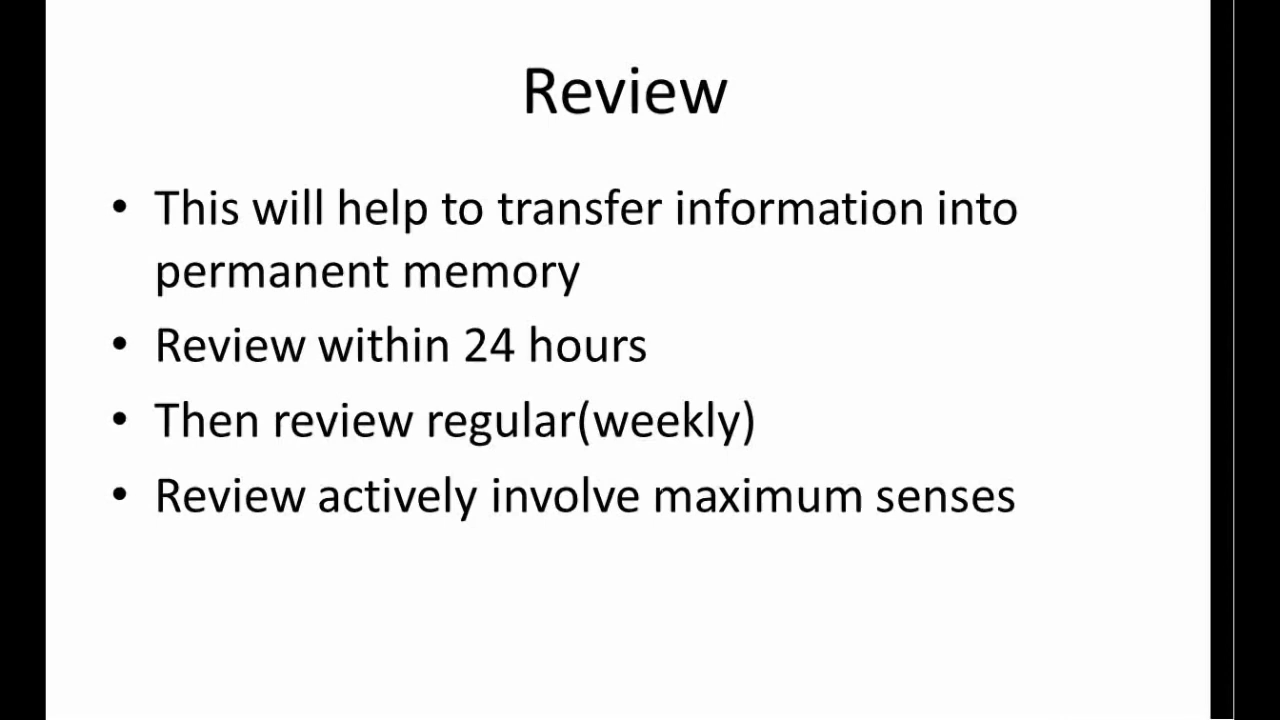 Review
• This will help to transfer information into
permanent memory
• Review within 24 hours
• Then review regular(weekly)
• Review actively involve maximum senses